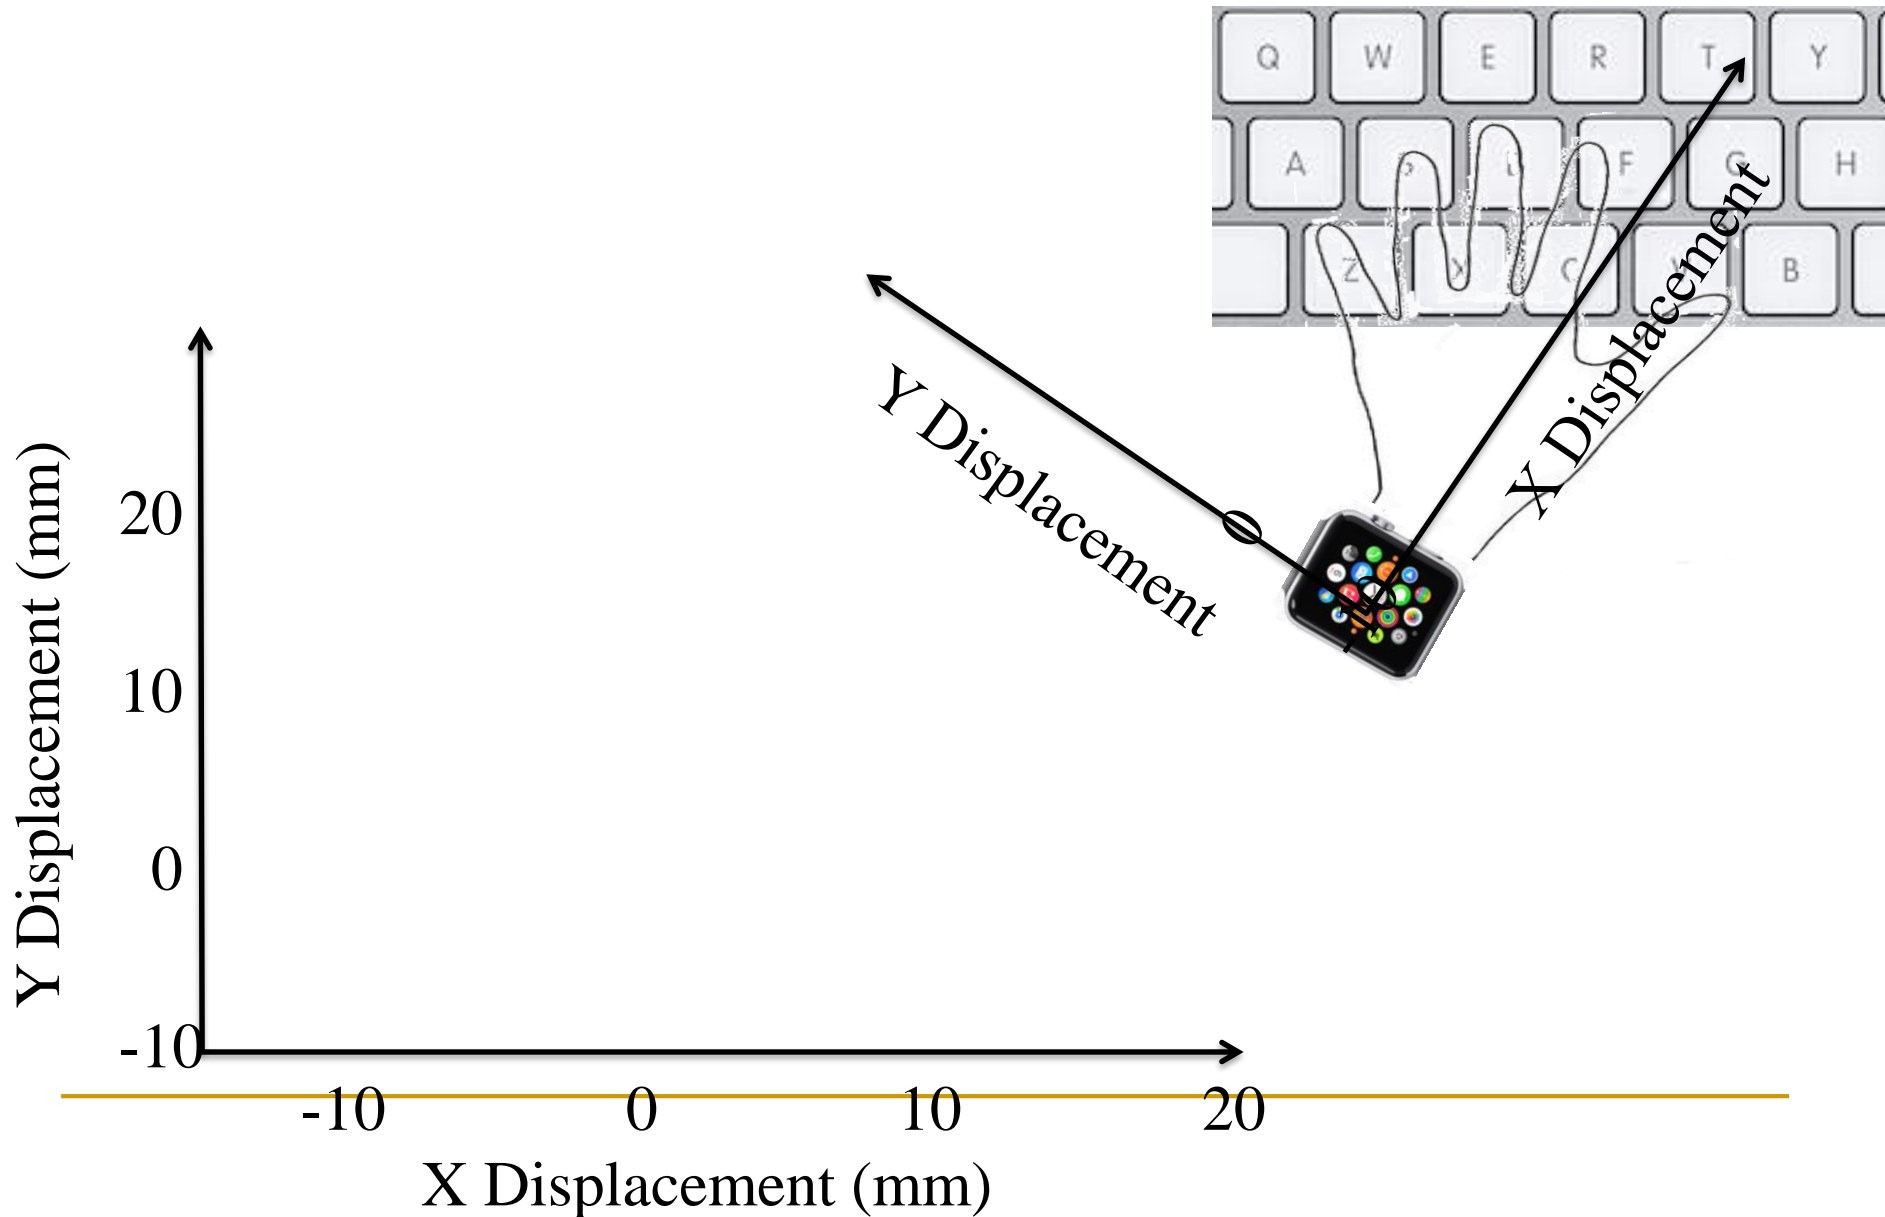 Q W E R T Y
A F G H
Z X C B
Y Displacement
X Displacement
Y Displacement (mm)
20
10
0
-10
-10 0 10 20
X Displacement (mm)